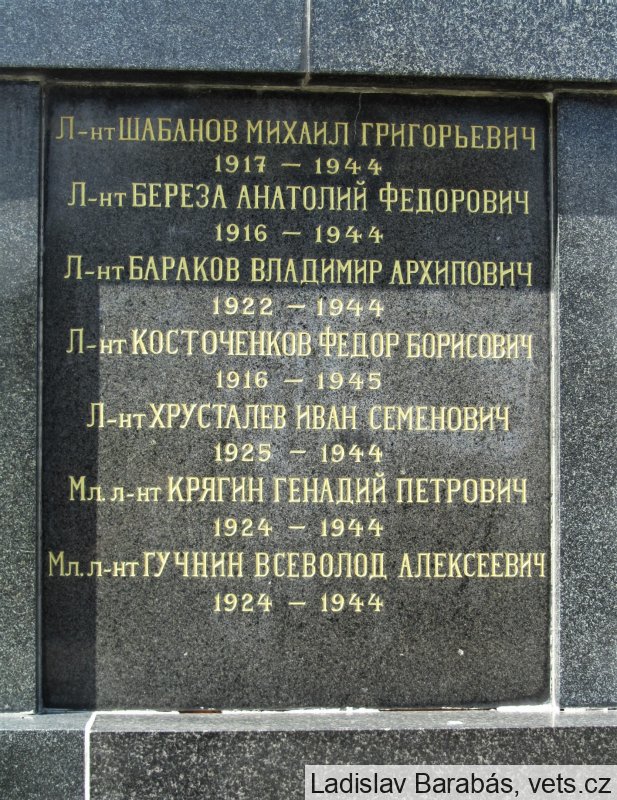 Л-нт ШАБАНОВ МИХАИЛ ГРИГОРЬЕВИЧ
1917 – 1944
Л-нт БЕРЕЗА АНАТОЛИЙ ФЕДОРОВИЧ
1916 – 1944
Л-нт БАРАКОВ ВЛАДИМИР АРХИПОВИЧ
1922 – 1944
Л-нт КОСТОЧЕНКОВ ФЕДОР БОРИСОВИЧ
1916 – 1945
Л-нт ХРУСТАЛЕВ ИВАН СЕМЕНОВИЧ
1925 – 1944
Мл. л-нт КРЯГИН ГЕНАДИЙ ПЕТРОВИЧ
1924 – 1944
Мл. л-нт ГУЧНИН ВСЕВОЛОД АЛЕКСЕЕВИЧ
1924 – 1944
Ladislav Barabás, vets.cz